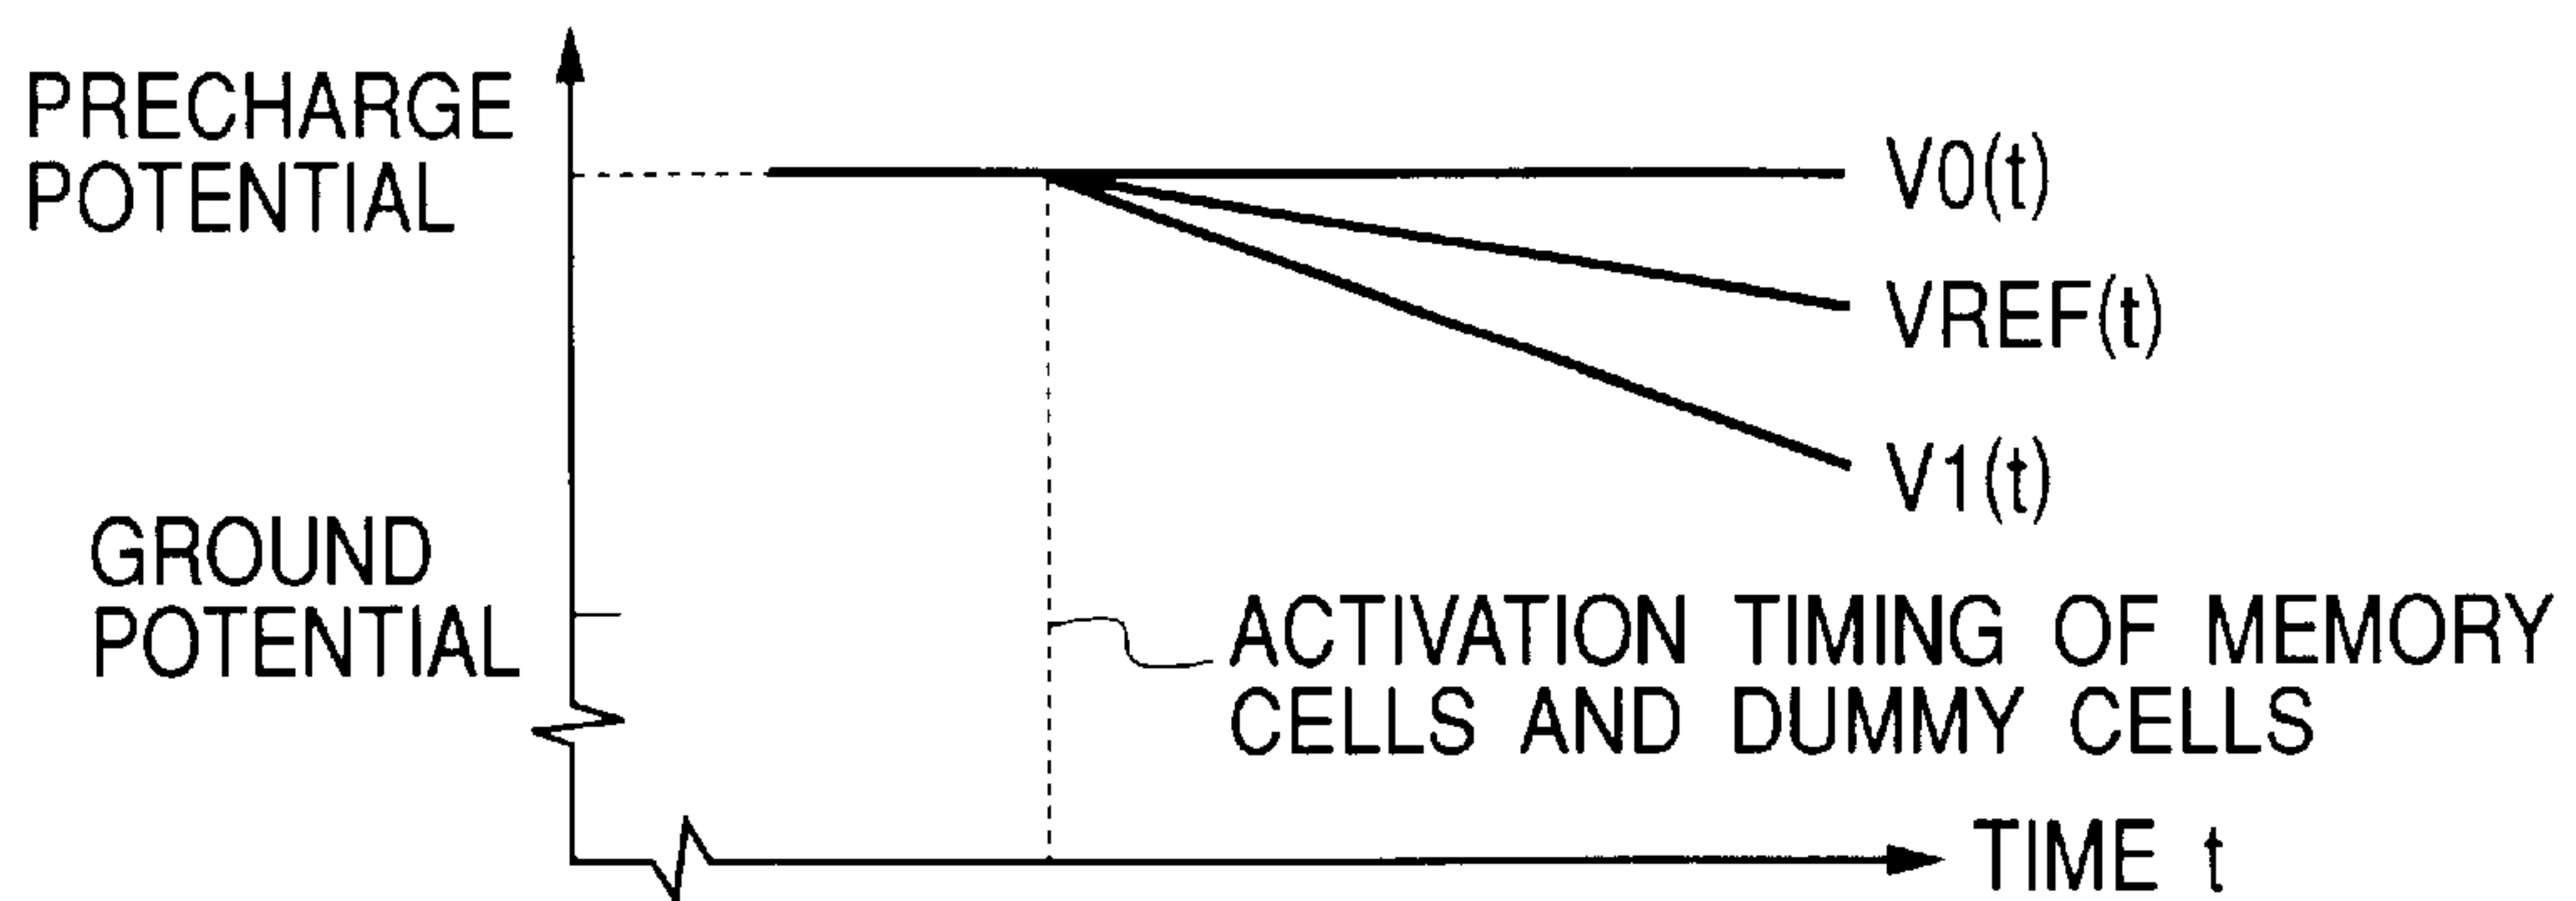 PRECHARGE
POTENTIAL
V0(t)
VREF(t)
V1(t)
GROUND
POTENTIAL
ACTIVATION TIMING OF MEMORY
CELLS AND DUMMY CELLS
TIME t